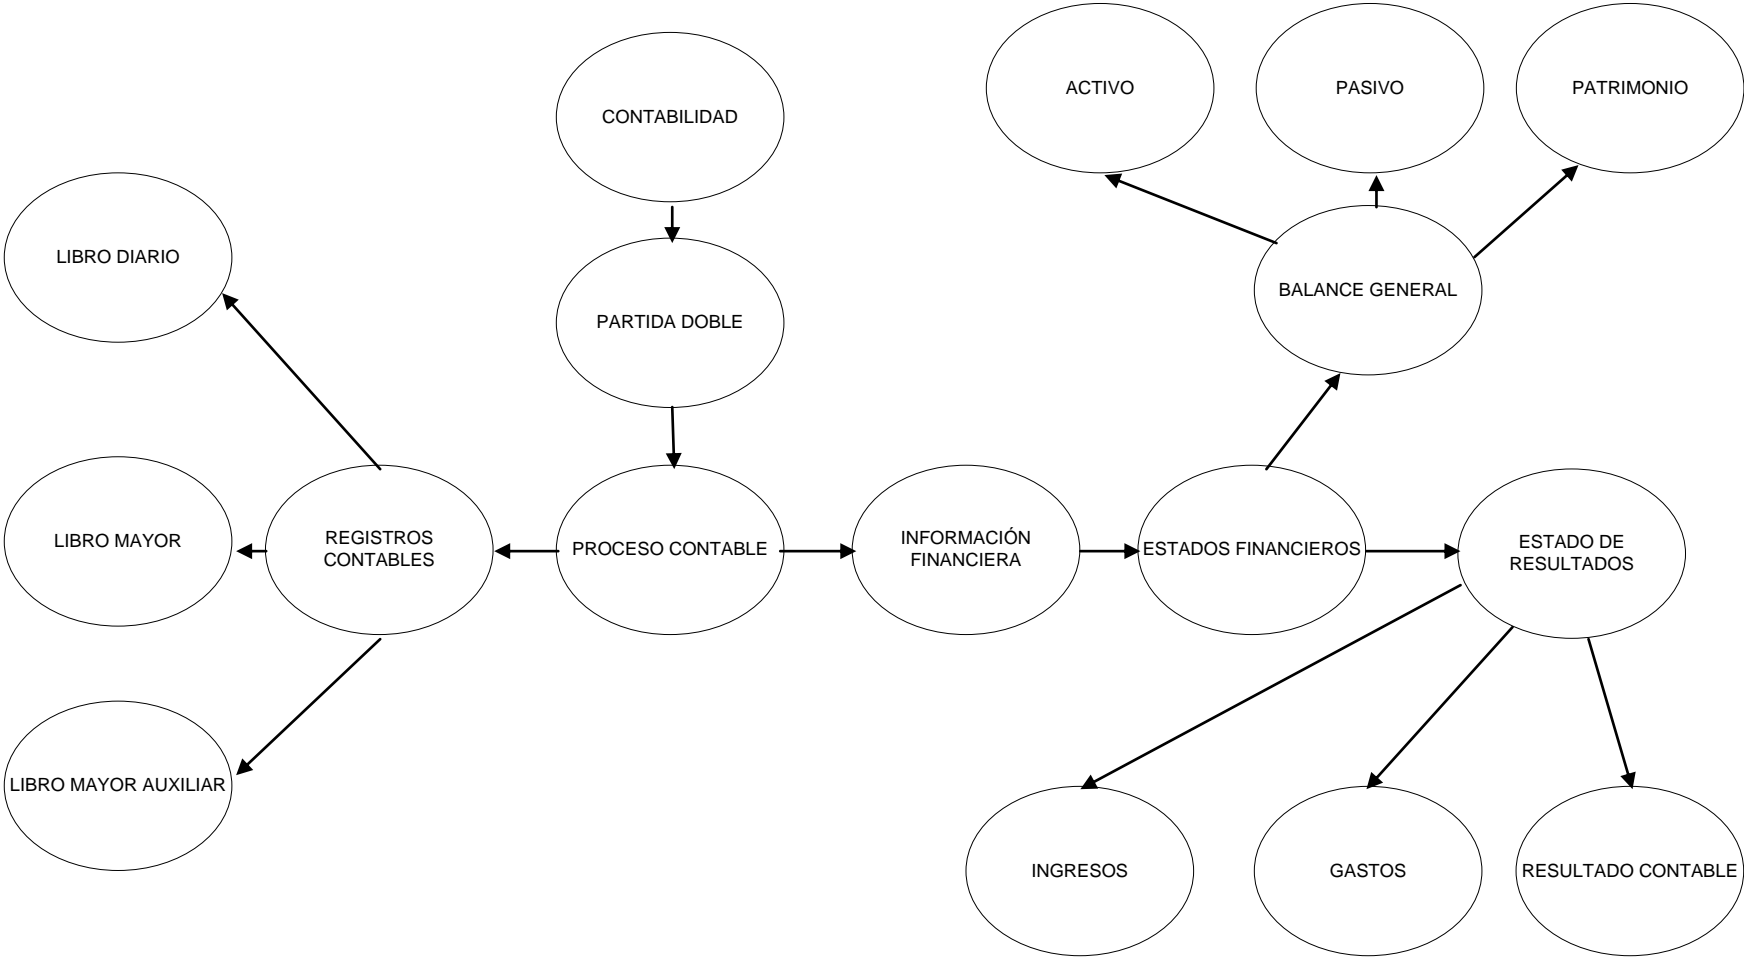 ACTIVO
PASIVO
PATRIMONIO
CONTABILIDAD
LIBRO DIARIO
BALANCE GENERAL
PARTIDA DOBLE
LIBRO MAYOR
REGISTROS
CONTABLES
PROCESO CONTABLE
INFORMACIÓN
FINANCIERA
ESTADOS FINANCIEROS
ESTADO DE
RESULTADOS
LIBRO MAYOR AUXILIAR
INGRESOS
GASTOS
RESULTADO CONTABLE